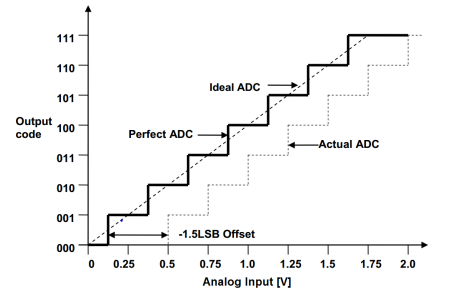 111
110
Ideal ADC
101
Output
code
100
Perfect ADC
Actual ADC
011
010
001
-1.5LSB Offset
000
0 0.25 0.5 0.75 1.0 1.25 1.5 1.75 2.0
Analog Input [V]